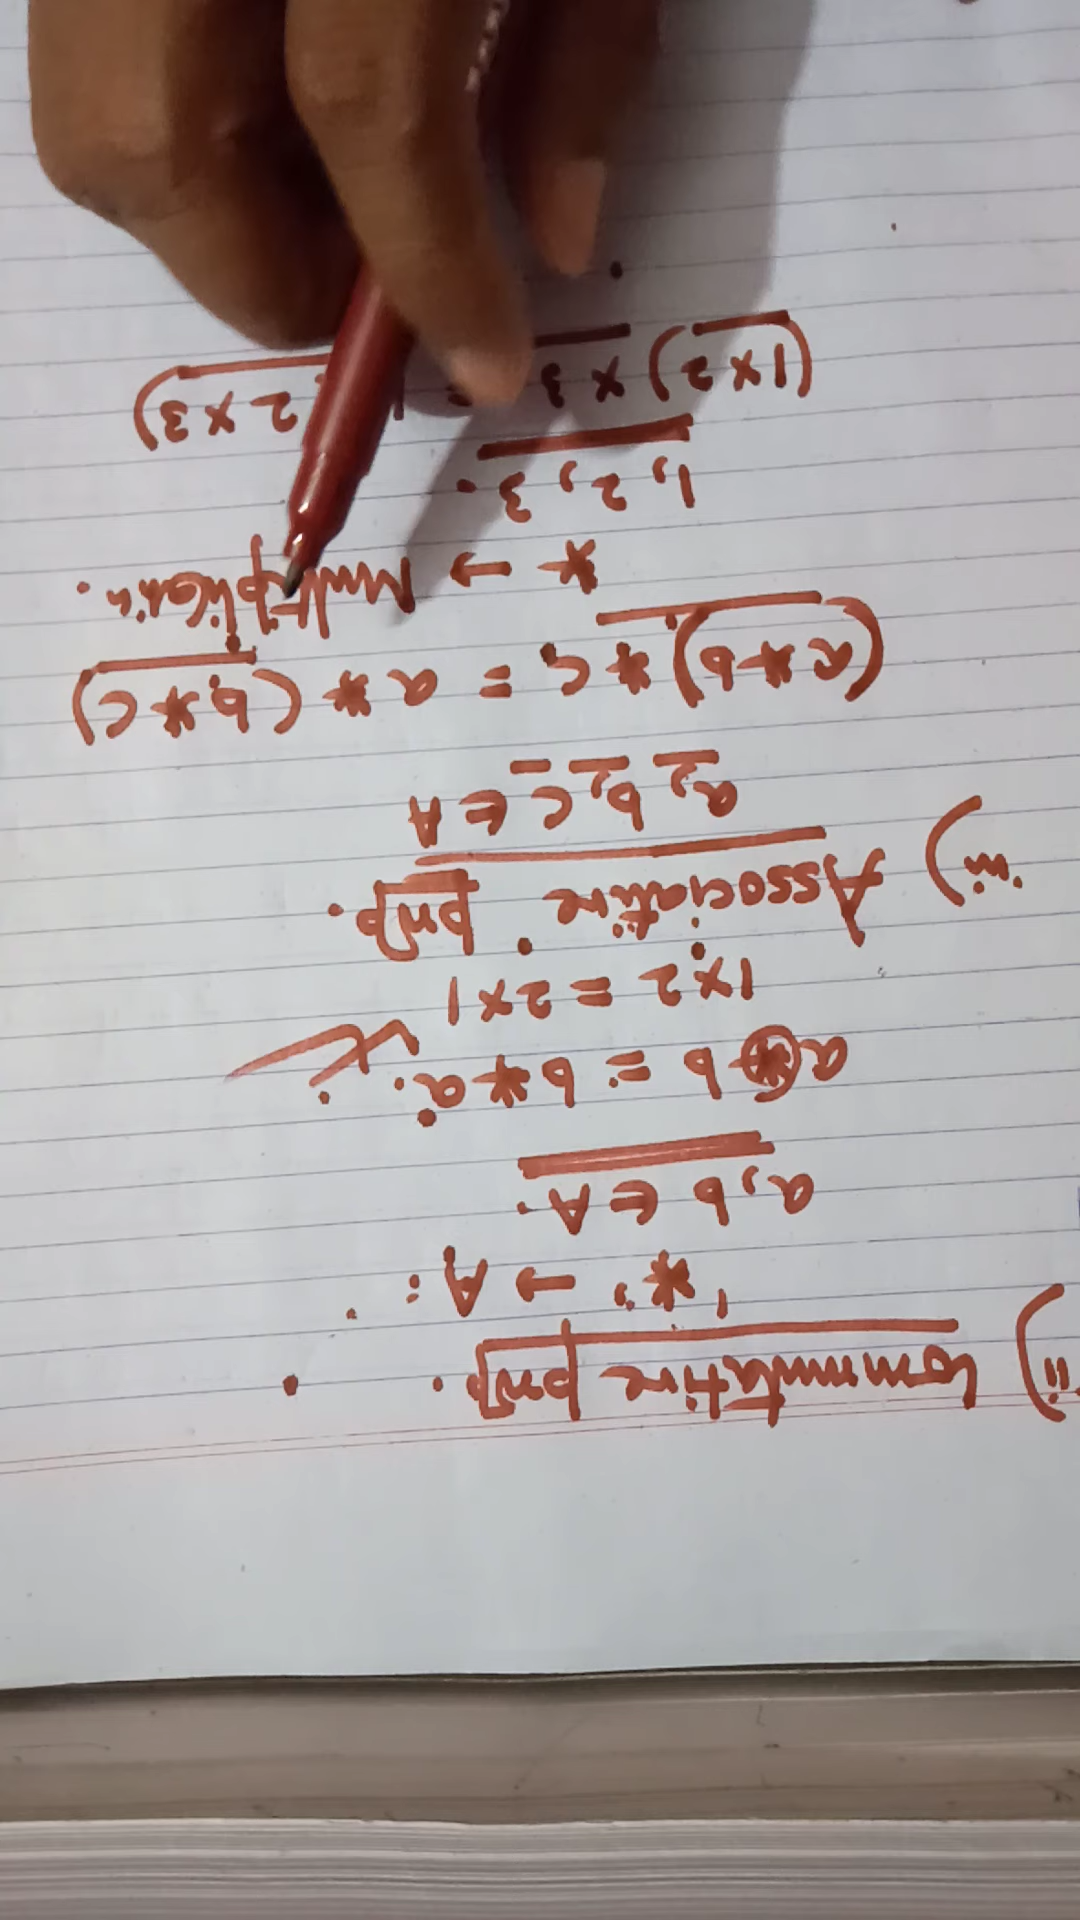 ii) Commutative prop.
'*' → A:
a, b ∈ A.
a * b = b * a.
1 x 2 = 2 x 1
iii) Associative prop.
a, b, c ∈ A
(a * b) * c = a * (b * c)
* → Multiplication.
1, 2, 3.
(1 x 2) x 3 = 1 2 x 3)